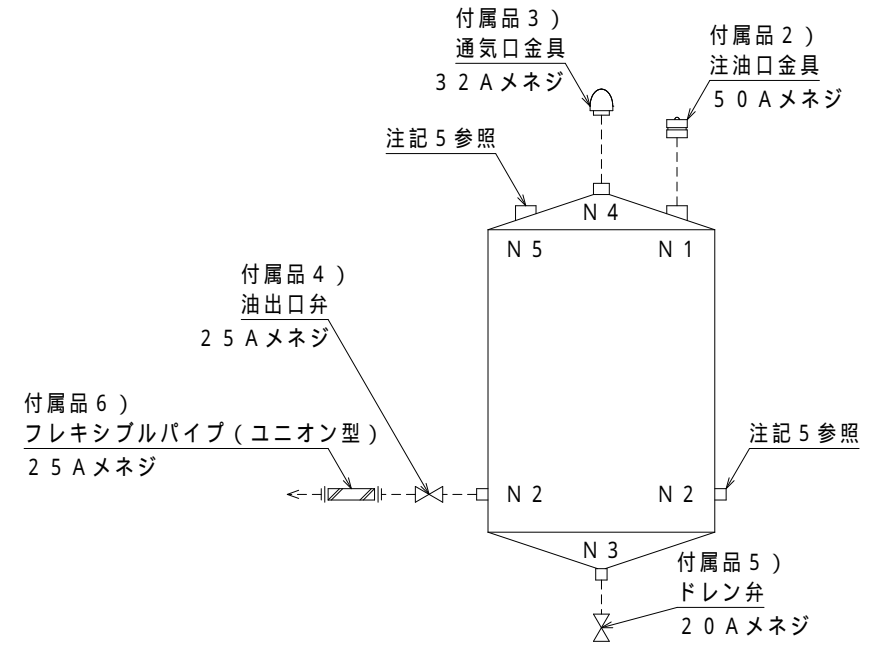 付属品３）
通気口金具
３２Ａメネジ
付属品２）
注油口金具
５０Ａメネジ
注記５参照
Ｎ４
Ｎ５
Ｎ１
付属品４）
油出口弁
２５Ａメネジ
付属品６）
フレキシブルパイプ（ユニオン型）
２５Ａメネジ
注記５参照
Ｎ２
Ｎ２
Ｎ３
付属品５）
ドレン弁
２０Ａメネジ